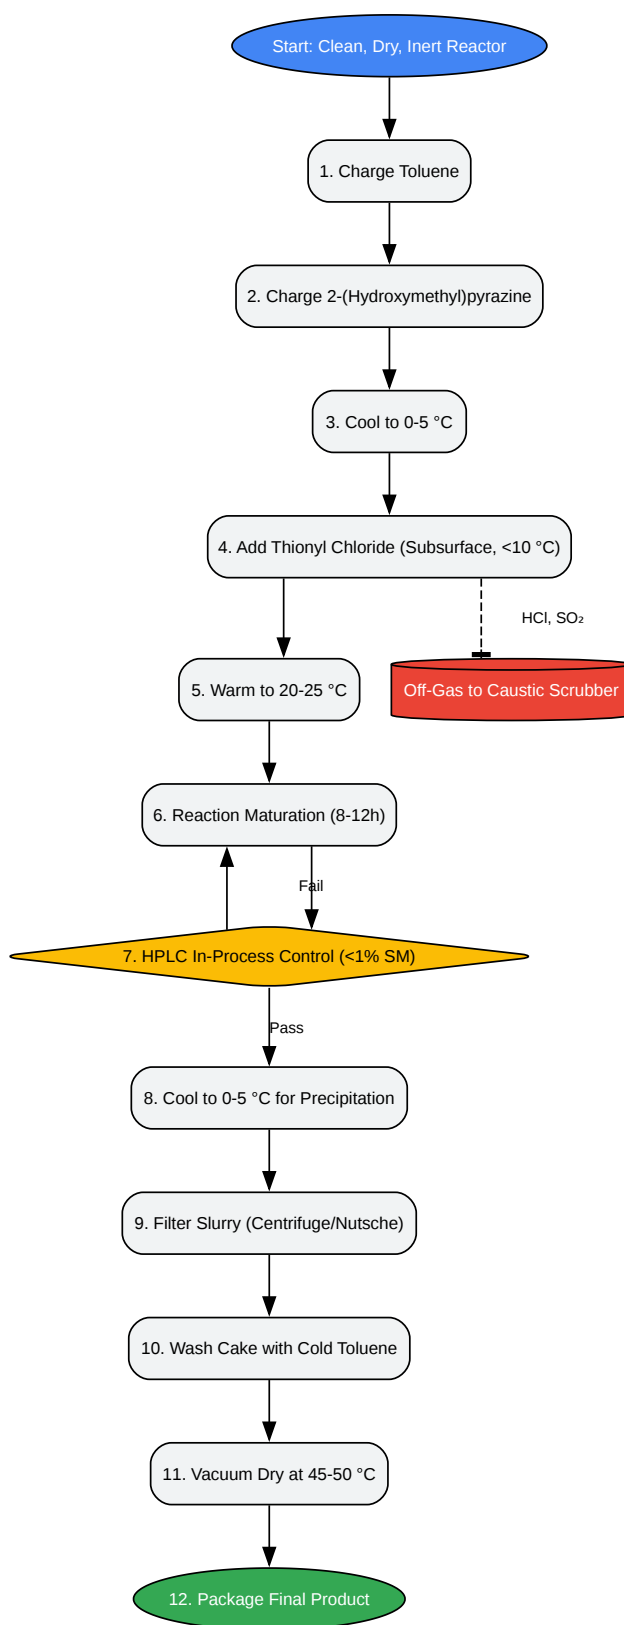 Start: Clean, Dry, Inert Reactor
1. Charge Toluene
2. Charge 2-(Hydroxymethyl)pyrazine
3. Cool to 0-5 °C
4. Add Thionyl Chloride (Subsurface, <10 °C)
HCl, SO₂
5. Warm to 20-25 °C
Off-Gas to Caustic Scrubber
6. Reaction Maturation (8-12h)
Fail
7. HPLC In-Process Control (<1% SM)
Pass
8. Cool to 0-5 °C for Precipitation
9. Filter Slurry (Centrifuge/Nutsche)
10. Wash Cake with Cold Toluene
11. Vacuum Dry at 45-50 °C
12. Package Final Product